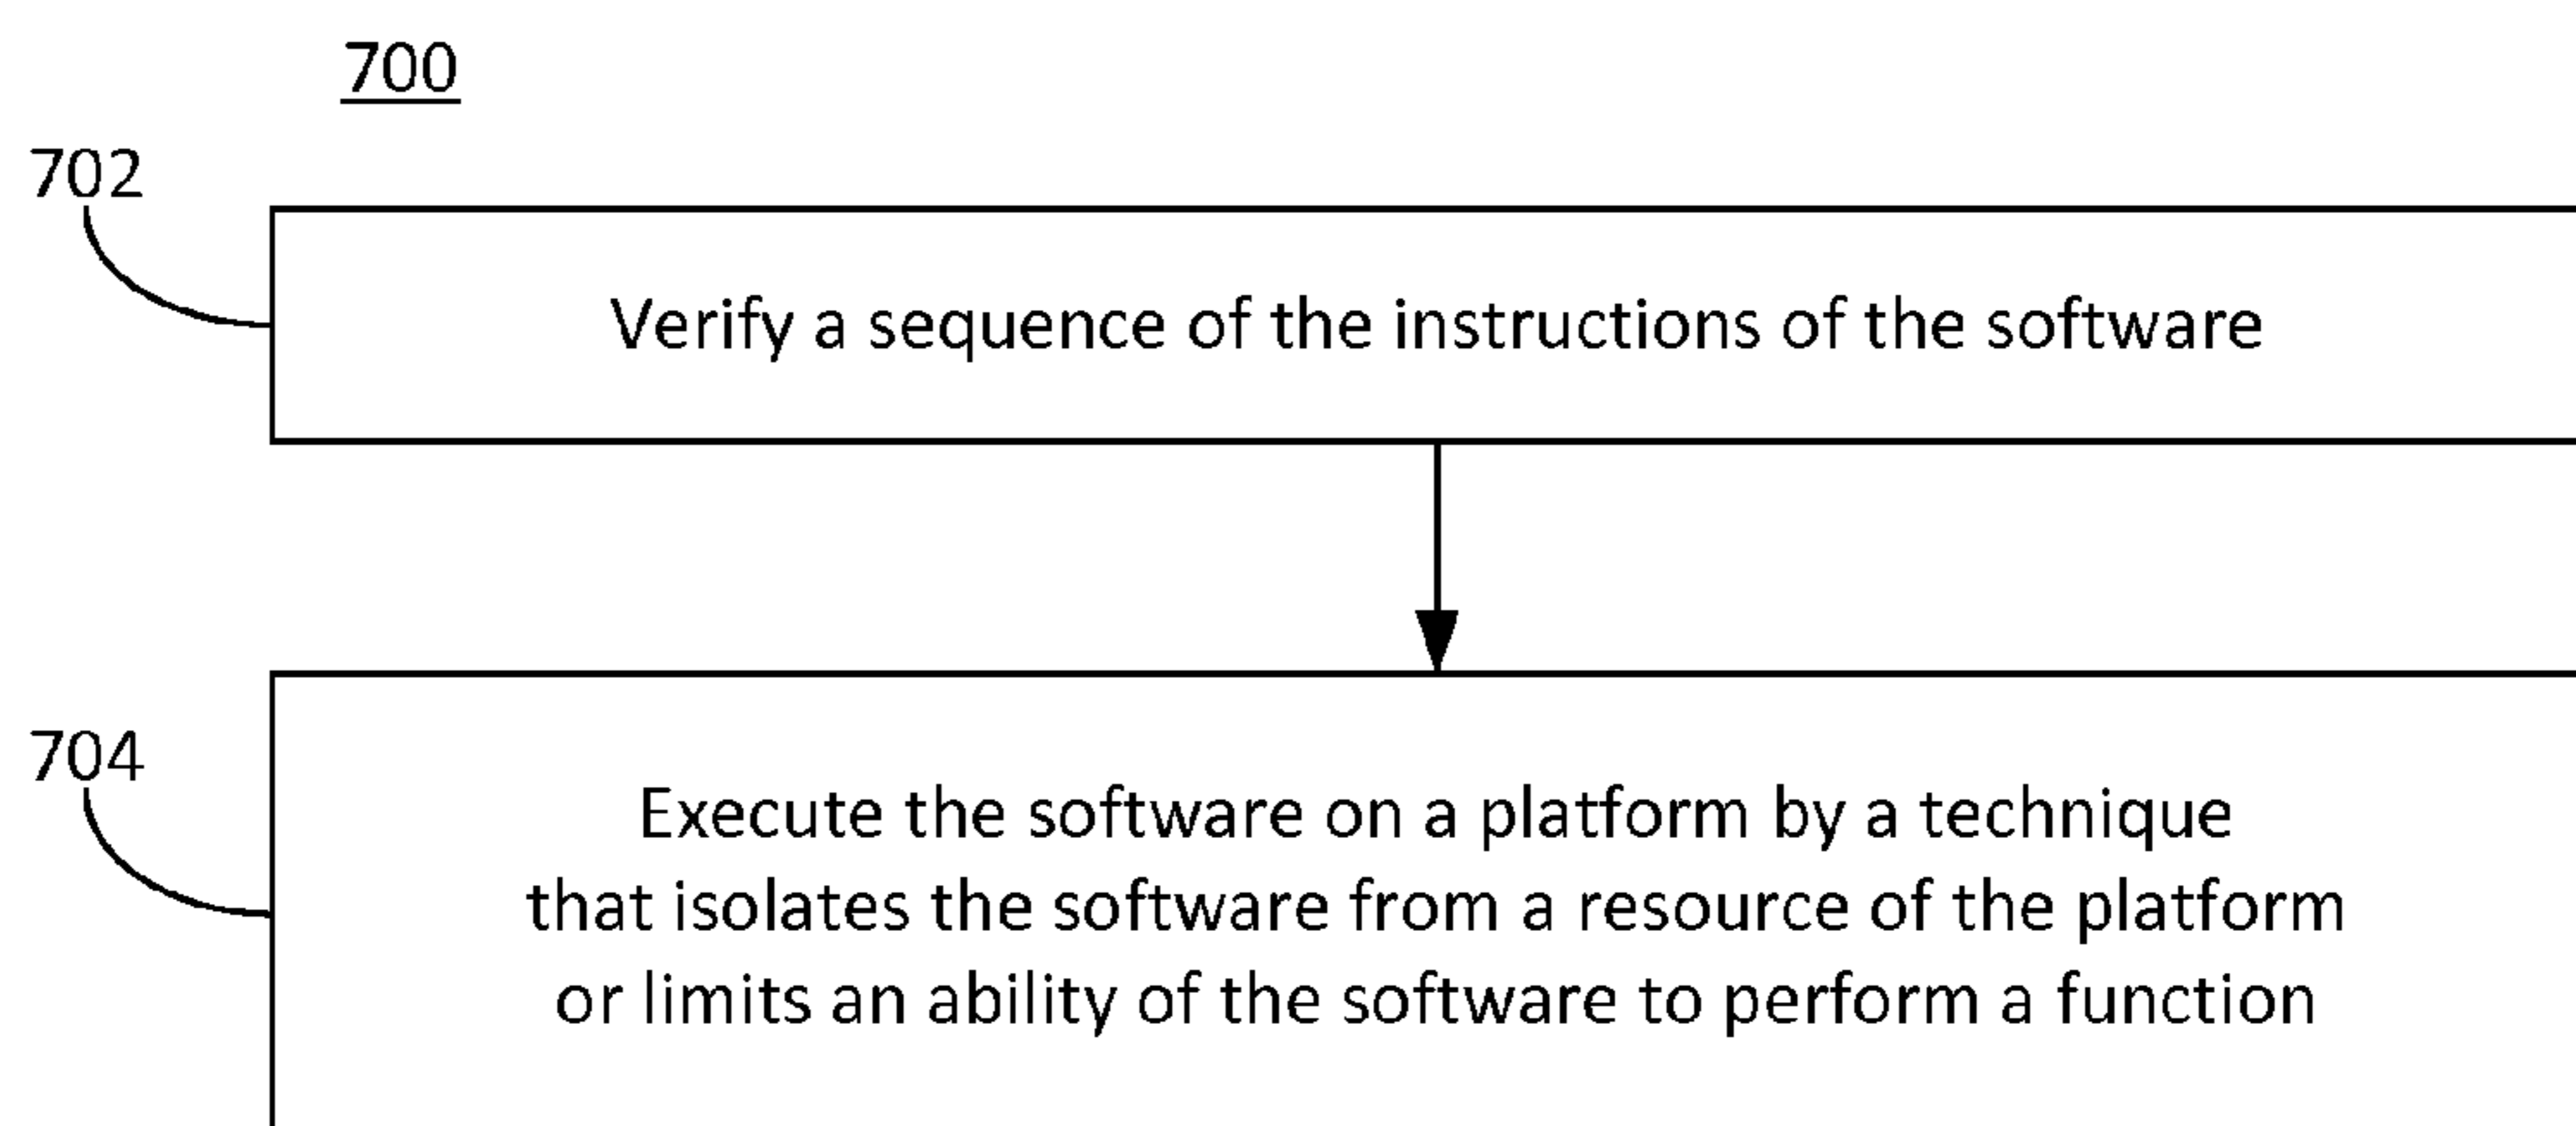 700
702
Verify a sequence of the instructions of the software
704
Execute the software on a platform by a technique
that isolates the software from a resource of the platform
or limits an ability of the software to perform a function